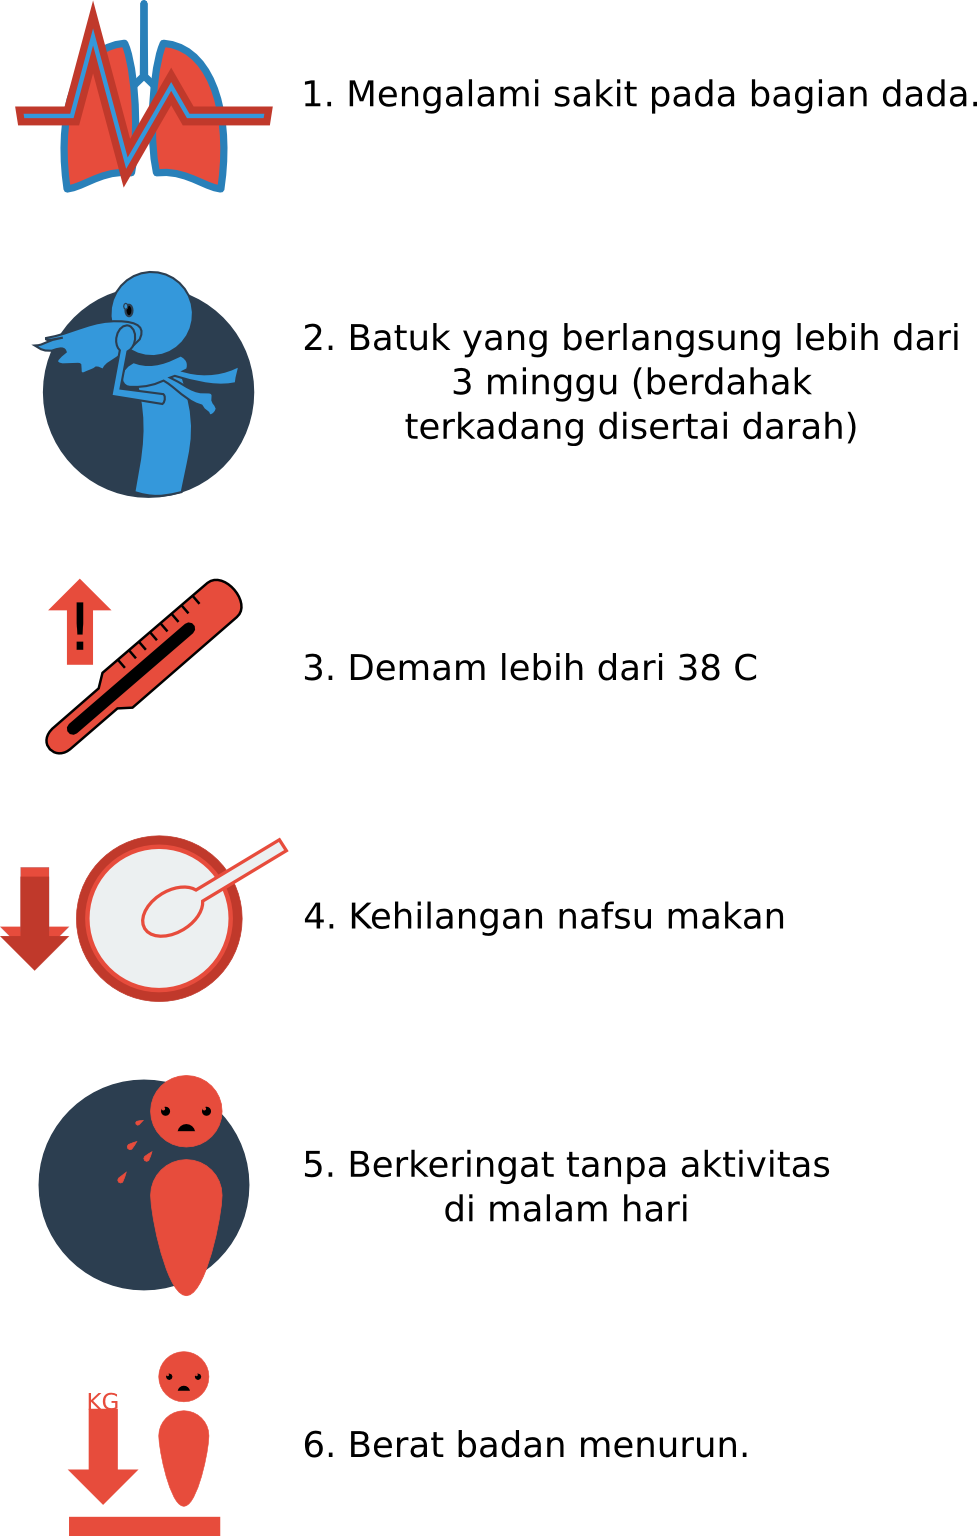 1. Mengalami sakit pada bagian dada.
2. Batuk yang berlangsung lebih dari
3 minggu (berdahak
terkadang disertai darah)
!
3. Demam lebih dari 38 C
4. Kehilangan nafsu makan
5. Berkeringat tanpa aktivitas
di malam hari
KG
6. Berat badan menurun.